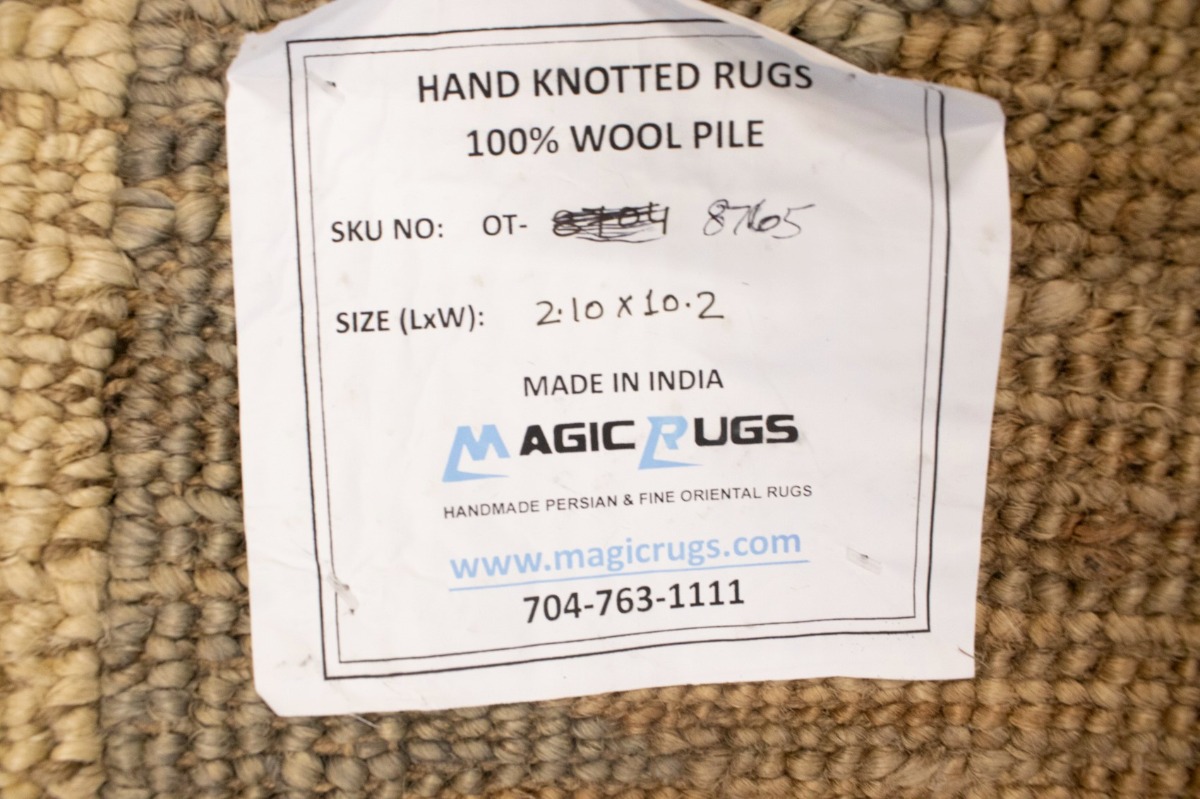 HAND KNOTTED RUGS
100% WOOL PILE
SKU NO: OT- 8765
SIZE (LxW): 2.10 x 10.2
MADE IN INDIA
MAGIC RUGS
HANDMADE PERSIAN & FINE ORIENTAL RUGS
www.magicrugs.com
704-763-1111